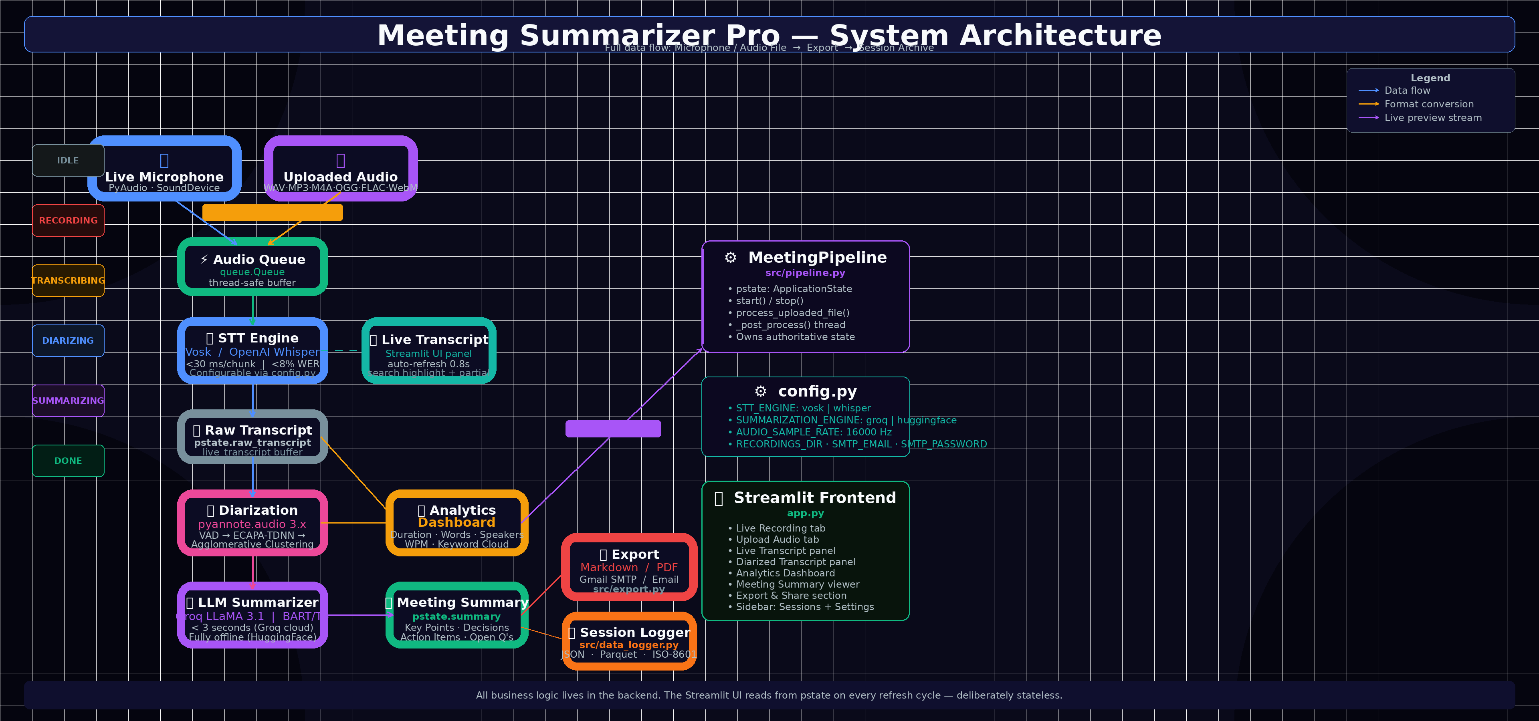 Meeting Summarizer Pro — System Architecture
Full data flow: Microphone / Audio File → Export → Session Archive
Legend
Data flow
Format conversion
Live preview stream
IDLE
RECORDING
TRANSCRIBING
DIARIZING
SUMMARIZING
DONE
Live Microphone
PyAudio · SoundDevice
Uploaded Audio
WAV·MP3·M4A·OGG·FLAC·WebM
⚡ Audio Queue
queue.Queue
thread-safe buffer
STT Engine
Vosk / OpenAI Whisper
<30 ms/chunk | <8% WER
Configurable via config.py
Live Transcript
Streamlit UI panel
auto-refresh 0.8s
search highlight + partial
Raw Transcript
pstate.raw_transcript
live_transcript buffer
Diarization
pyannote.audio 3.x
VAD → ECAPA-TDNN →
Agglomerative Clustering
Analytics
Dashboard
Duration · Words · Speakers
WPM · Keyword Cloud
LLM Summarizer
Groq LLaMA 3.1 | BART/T
< 3 seconds (Groq cloud)
Fully offline (HuggingFace)
Meeting Summary
pstate.summary
Key Points · Decisions
Action Items · Open Q's
Export
Markdown / PDF
Gmail SMTP / Email
src/export.py
Session Logger
src/data_logger.py
JSON · Parquet · ISO-8601
⚙ MeetingPipeline
src/pipeline.py
• pstate: ApplicationState
• start() / stop()
• process_uploaded_file()
• _post_process() thread
• Owns authoritative state
⚙ config.py
• STT_ENGINE: vosk | whisper
• SUMMARIZATION_ENGINE: groq | huggingface
• AUDIO_SAMPLE_RATE: 16000 Hz
• RECORDINGS_DIR · SMTP_EMAIL · SMTP_PASSWORD
Streamlit Frontend
app.py
• Live Recording tab
• Upload Audio tab
• Live Transcript panel
• Diarized Transcript panel
• Analytics Dashboard
• Meeting Summary viewer
• Export & Share section
• Sidebar: Sessions + Settings
All business logic lives in the backend. The Streamlit UI reads from pstate on every refresh cycle — deliberately stateless.